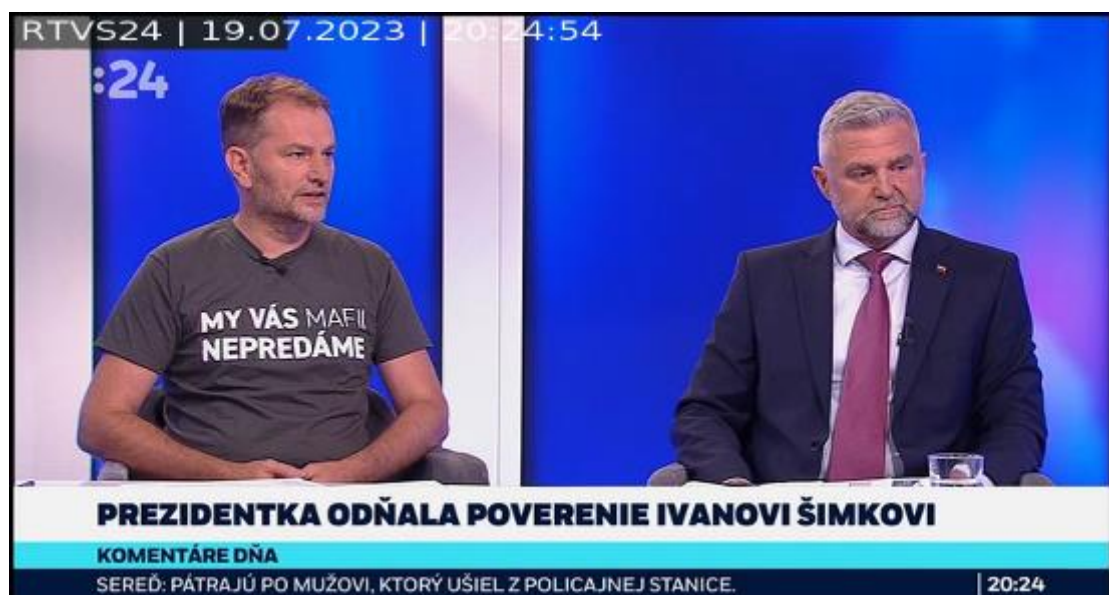 RTVS24 | 19.07.2023 | 20:24:54
:24
MY VÁS MAFII
NEPREDÁME
PREZIDENTKA ODŇALA POVERENIE IVANOVI ŠIMKOVI
KOMENTÁRE DŇA
SEREĎ: PÁTRAJÚ PO MUŽOVI, KTORÝ UŠIEL Z POLICAJNEJ STANICE. | 20:24